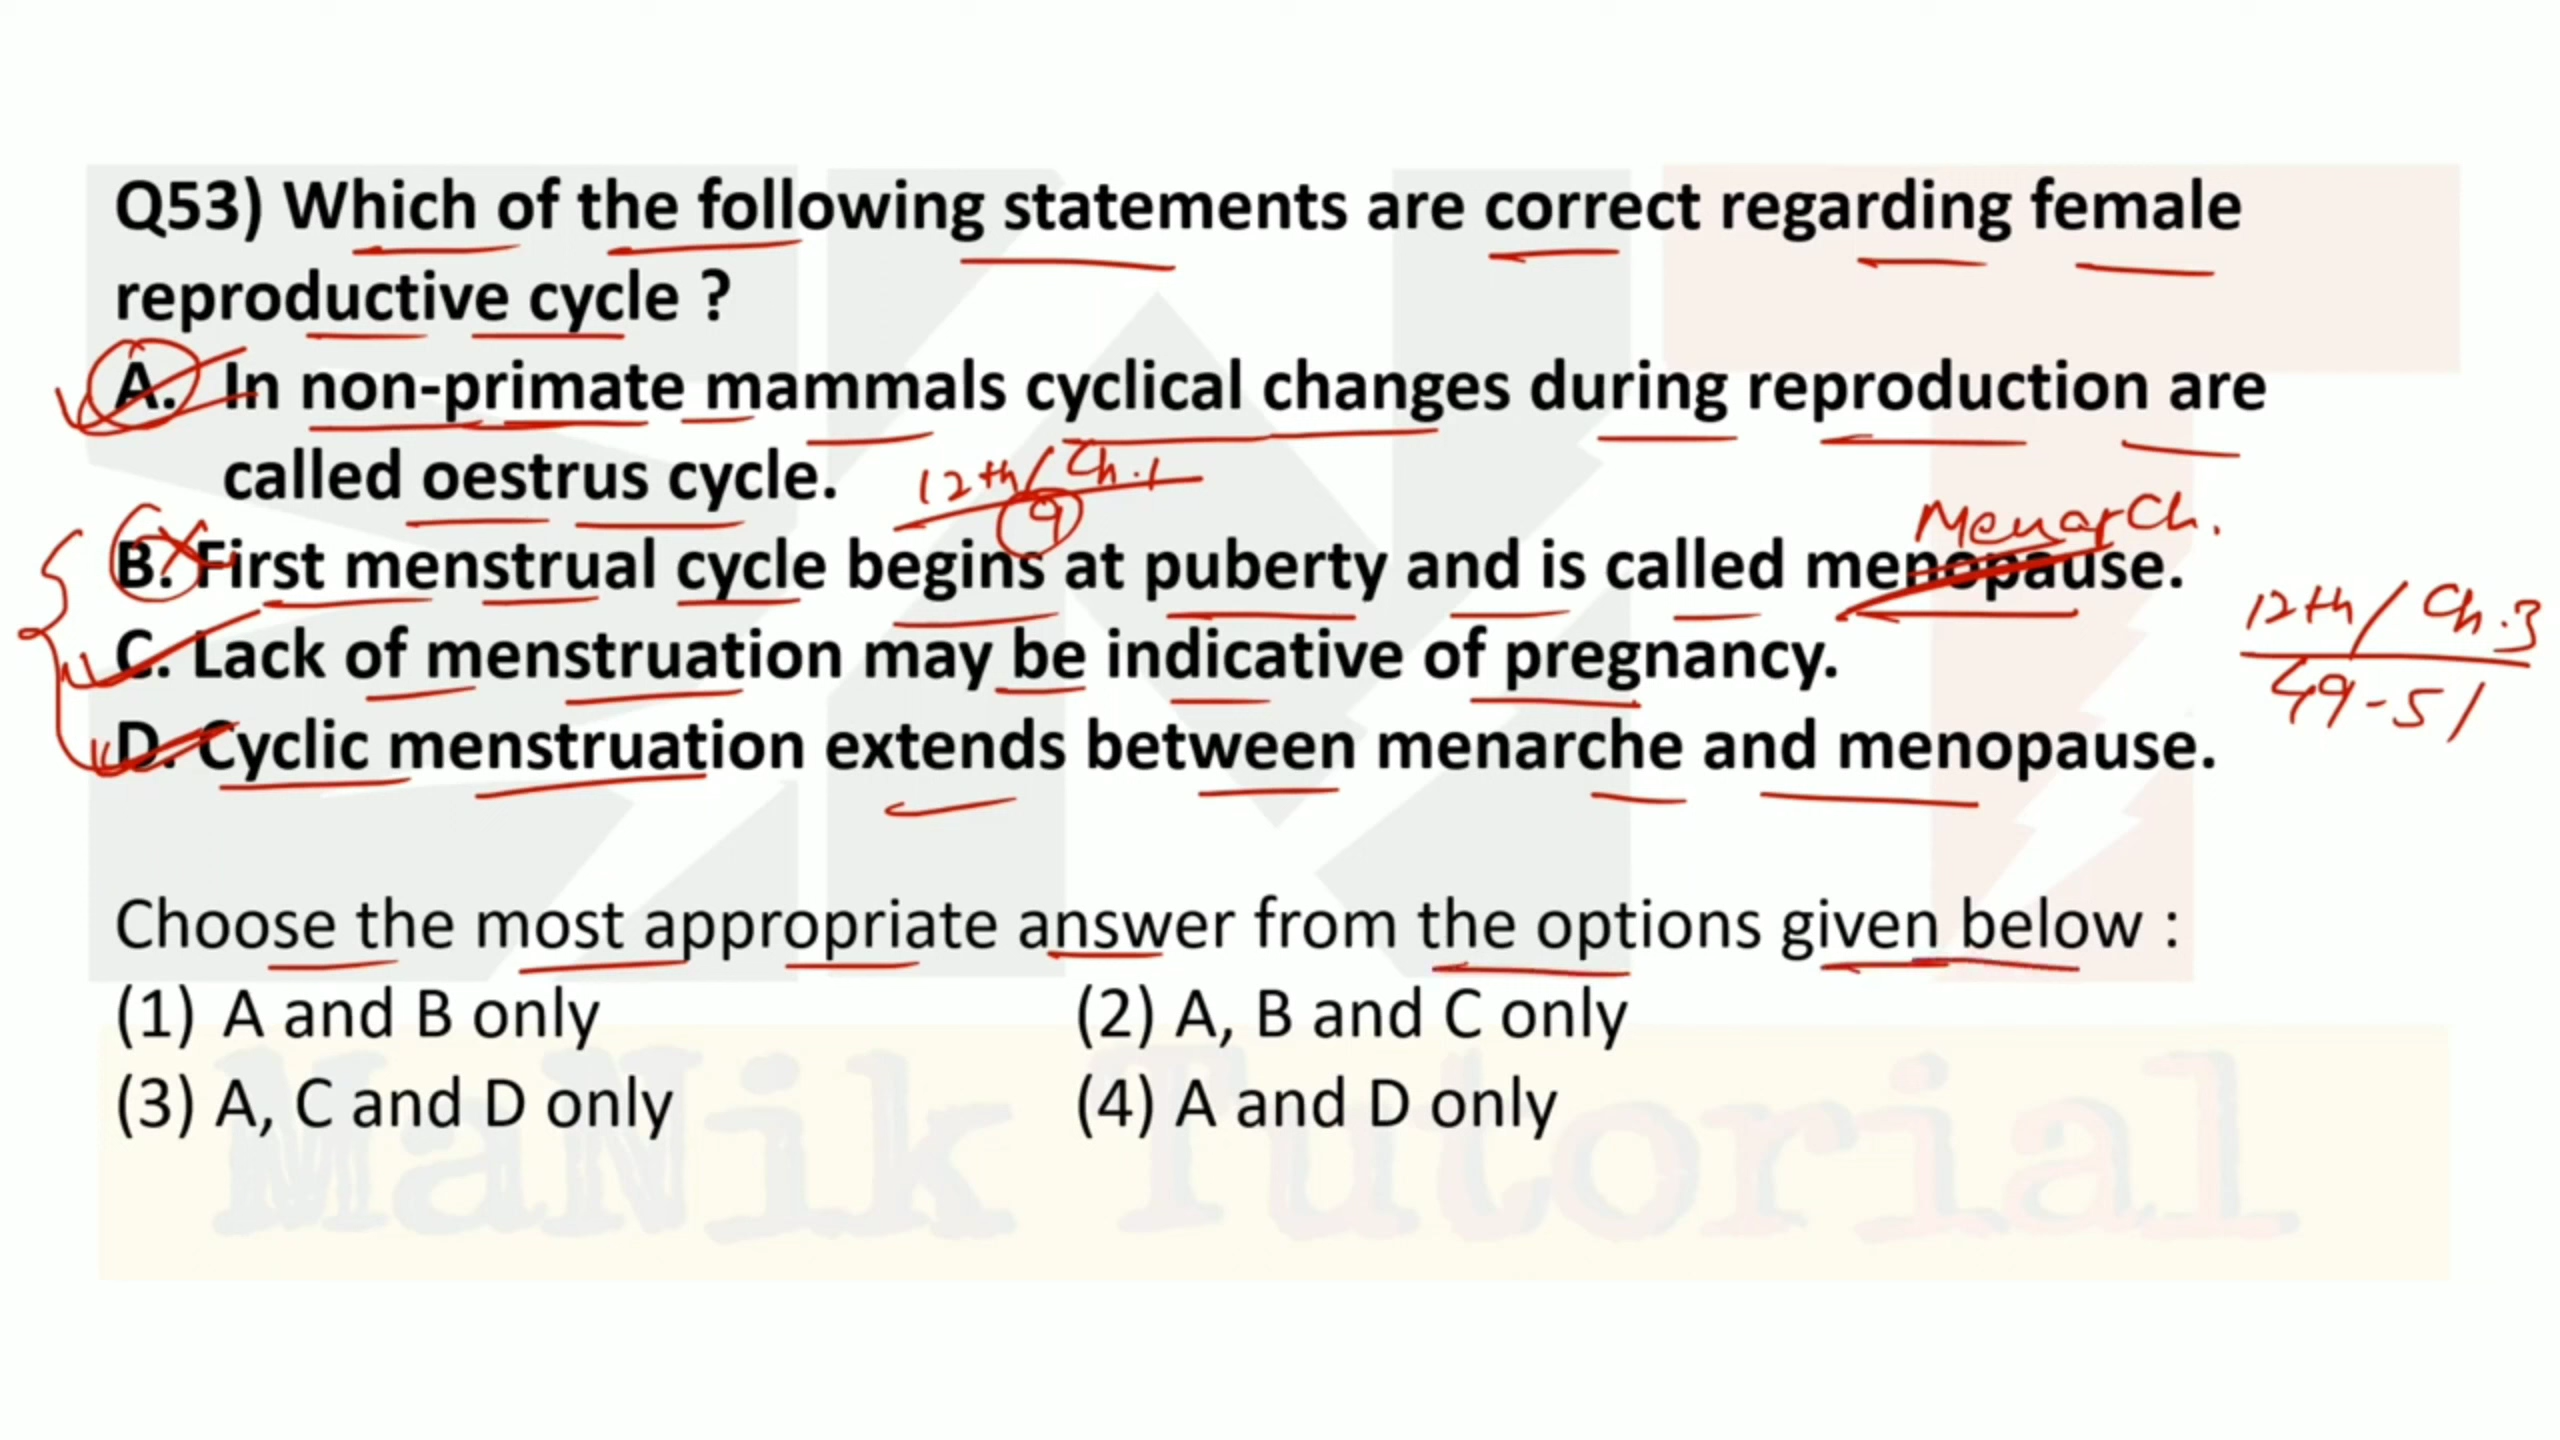 Q53) Which of the following statements are correct regarding female
reproductive cycle ?
A. In non-primate mammals cyclical changes during reproduction are
called oestrus cycle.
12th/Ch.1
9
Menarch.
B. First menstrual cycle begins at puberty and is called menopause.
12th/Ch.3
49-51
C. Lack of menstruation may be indicative of pregnancy.
D. Cyclic menstruation extends between menarche and menopause.
Choose the most appropriate answer from the options given below :
(1) A and B only (2) A, B and C only
(3) A, C and D only (4) A and D only
MaNik Tutorial